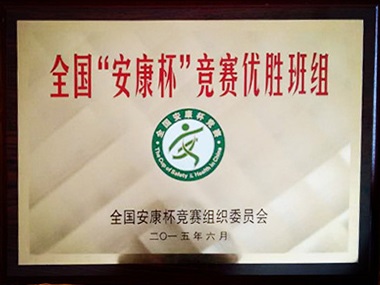 全国“安康杯”竞赛优胜班组
全国安康杯竞赛
The Cup of Safety & Health in China
全国安康杯竞赛组织委员会
二〇一五年六月